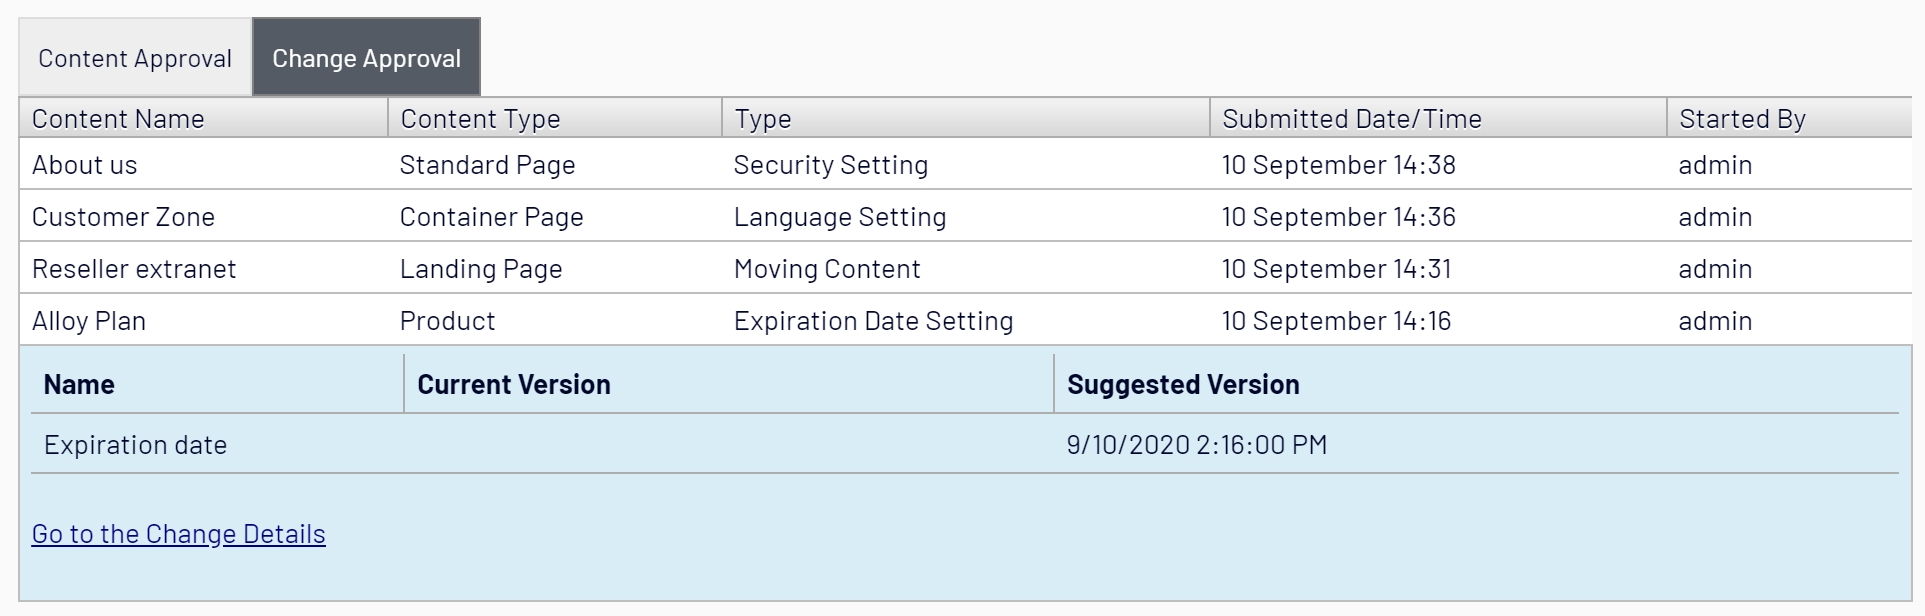 Content Approval Change Approval
Content Name Content Type Type Submitted Date/Time Started By
About us Standard Page Security Setting 10 September 14:38 admin
Customer Zone Container Page Language Setting 10 September 14:36 admin
Reseller extranet Landing Page Moving Content 10 September 14:31 admin
Alloy Plan Product Expiration Date Setting 10 September 14:16 admin
Name Current Version Suggested Version
Expiration date 9/10/2020 2:16:00 PM
Go to the Change Details